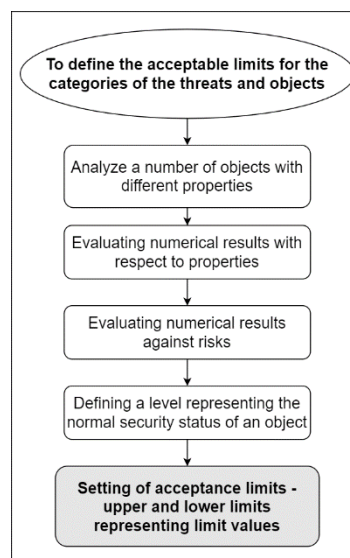 To define the acceptable limits for the
categories of the threats and objects
Analyze a number of objects with
different properties
Evaluating numerical results with
respect to properties
Evaluating numerical results
against risks
Defining a level representing the
normal security status of an object
Setting of acceptance limits -
upper and lower limits
representing limit values